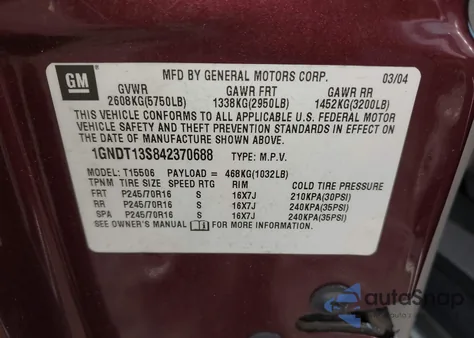 GM
MFD BY GENERAL MOTORS CORP. 03/04
GVWR GAWR FRT GAWR RR
2608KG(5750LB) 1338KG(2950LB) 1452KG(3200LB)
THIS VEHICLE CONFORMS TO ALL APPLICABLE U.S. FEDERAL MOTOR
VEHICLE SAFETY AND THEFT PREVENTION STANDARDS IN EFFECT ON
THE DATE OF MANUFACTURE SHOWN ABOVE.
1GNDT13S842370688 TYPE: M.P.V.
MODEL: T15506 PAYLOAD = 468KG(1032LB)
TPNM TIRE SIZE SPEED RTG RIM COLD TIRE PRESSURE
FRT P245/70R16 S 16X7J 210KPA(30PSI)
RR P245/70R16 S 16X7J 240KPA(35PSI)
SPA P245/70R16 S 16X7J 240KPA(35PSI)
SEE OWNER'S MANUAL FOR MORE INFORMATION.
autoSnap